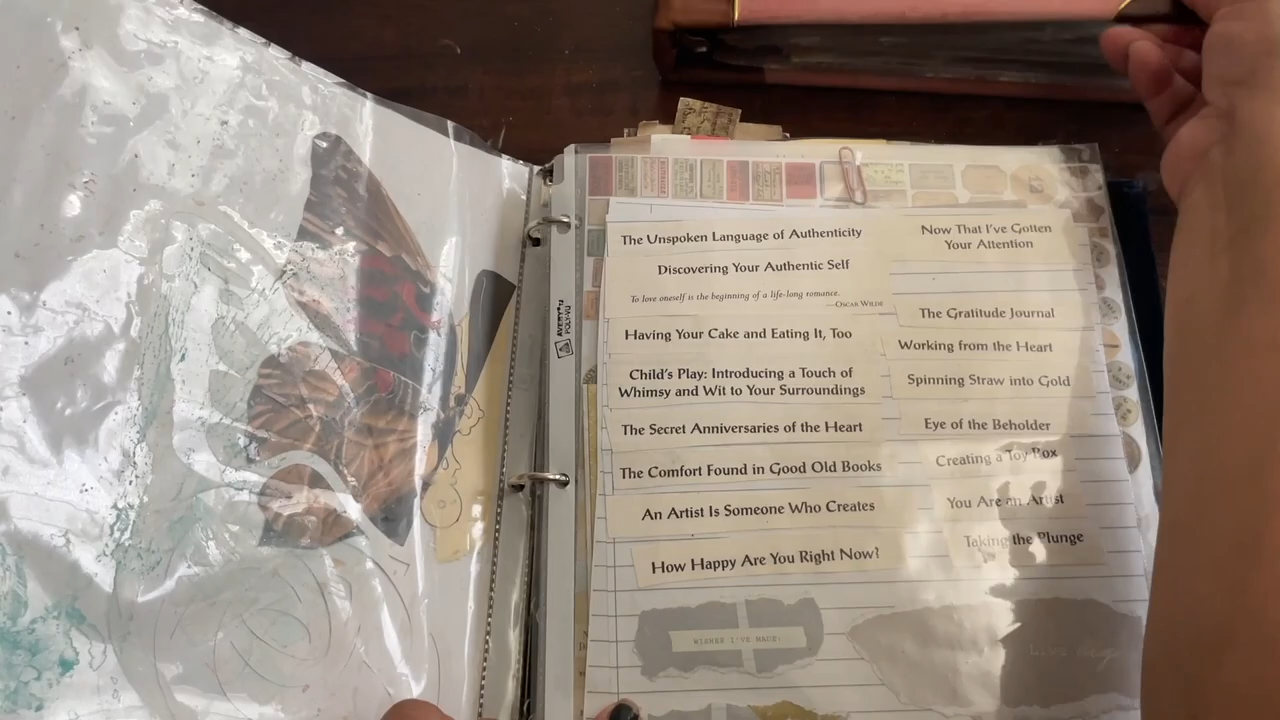 The Unspoken Language of Authenticity
Discovering Your Authentic Self
To love oneself is the beginning of a life-long romance.
—OSCAR WILDE
Having Your Cake and Eating It, Too
Child's Play: Introducing a Touch of
Whimsy and Wit to Your Surroundings
The Secret Anniversaries of the Heart
The Comfort Found in Good Old Books
An Artist Is Someone Who Creates
How Happy Are You Right Now?
WISHES I'VE MADE:
Now That I've Gotten
Your Attention
The Gratitude Journal
Working from the Heart
Spinning Straw into Gold
Eye of the Beholder
Creating a Toy Box
You Are an Artist
Taking the Plunge
AVERY
POLY-VU
12